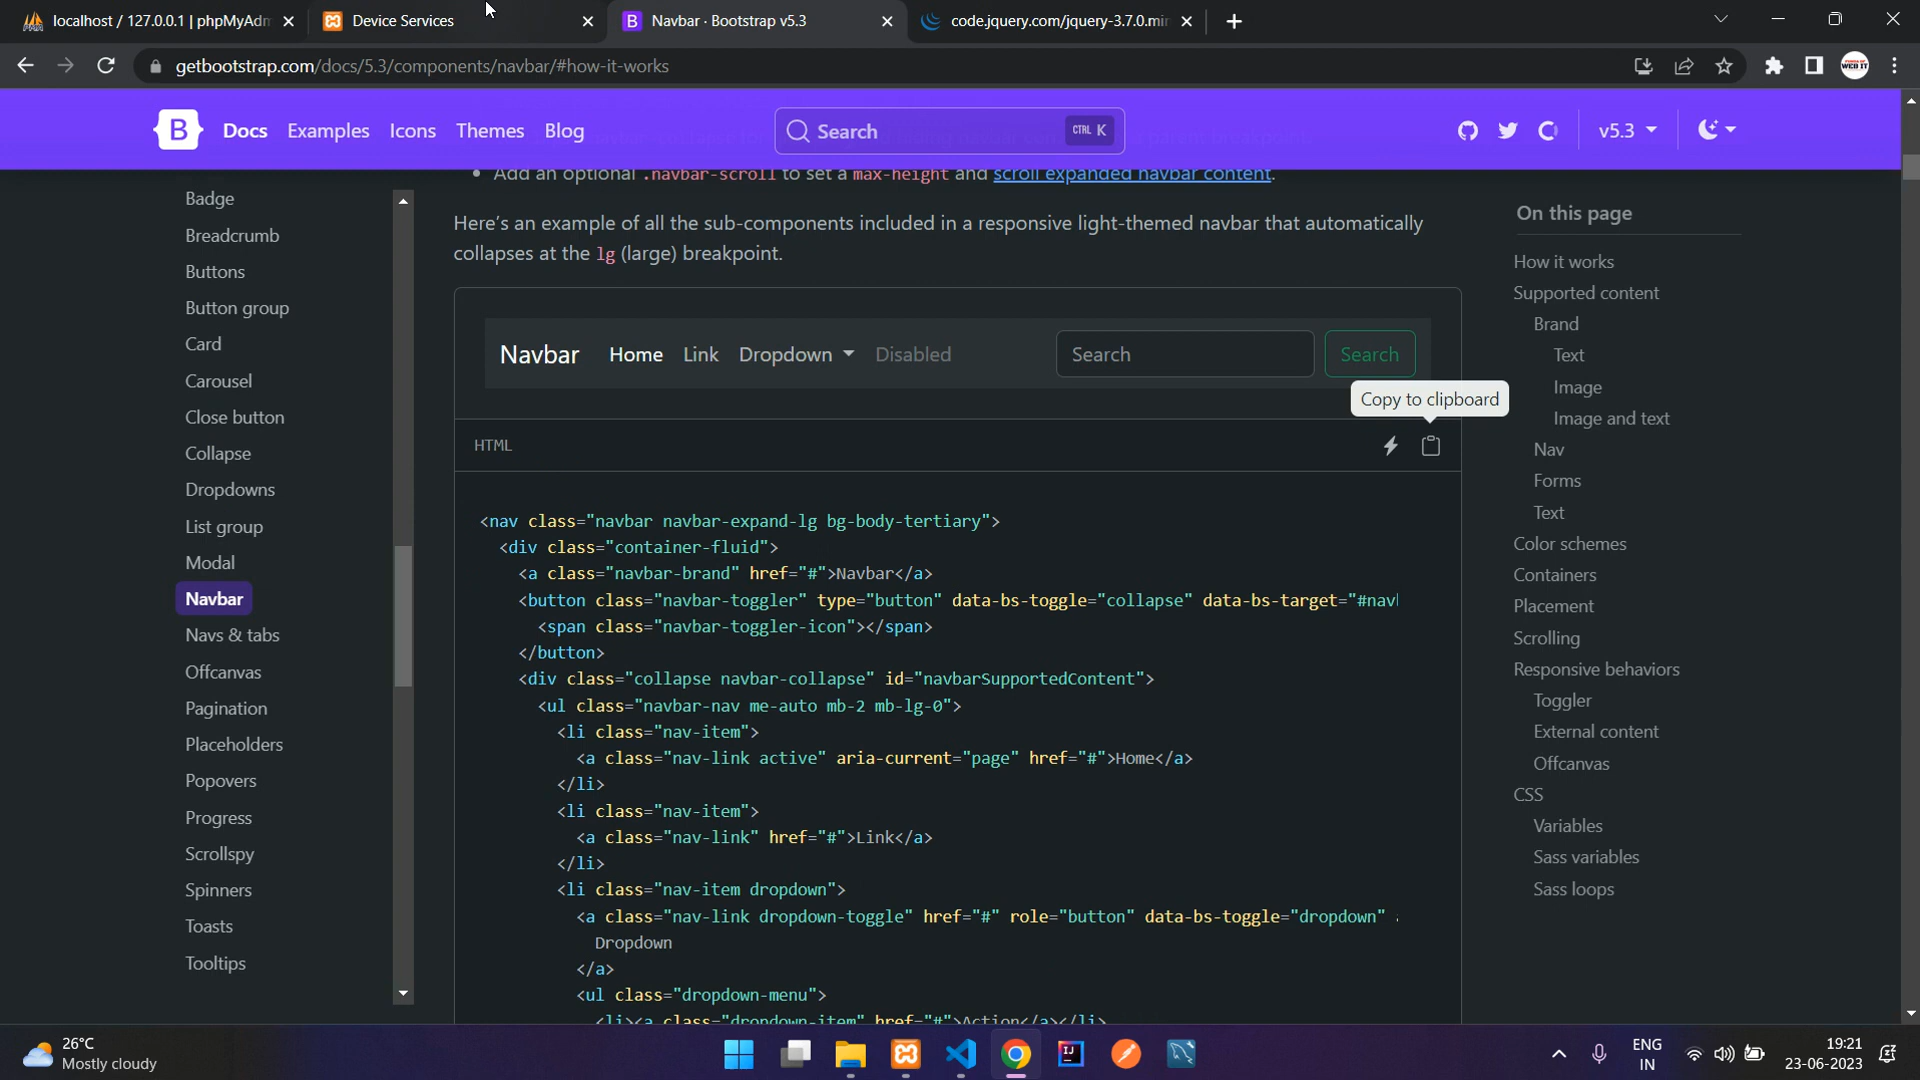 localhost / 127.0.0.1 | phpMyAdm
Device Services
Navbar · Bootstrap v5.3
code.jquery.com/jquery-3.7.0.min
getbootstrap.com/docs/5.3/components/navbar/#how-it-works
WEB IT
B
Docs
Examples
Icons
Themes
Blog
Search
CTRL K
v5.3
Badge
Breadcrumb
Buttons
Button group
Card
Carousel
Close button
Collapse
Dropdowns
List group
Modal
Navbar
Navs & tabs
Offcanvas
Pagination
Placeholders
Popovers
Progress
Scrollspy
Spinners
Toasts
Tooltips
Add an optional .navbar-scroll to set a max-height and scroll expanded navbar content.
Here’s an example of all the sub-components included in a responsive light-themed navbar that automatically
collapses at the lg (large) breakpoint.
Navbar Home Link Dropdown Disabled Search Search
Copy to clipboard
HTML
<nav class="navbar navbar-expand-lg bg-body-tertiary">
<div class="container-fluid">
<a class="navbar-brand" href="#">Navbar</a>
<button class="navbar-toggler" type="button" data-bs-toggle="collapse" data-bs-target="#navl
<span class="navbar-toggler-icon"></span>
</button>
<div class="collapse navbar-collapse" id="navbarSupportedContent">
<ul class="navbar-nav me-auto mb-2 mb-lg-0">
<li class="nav-item">
<a class="nav-link active" aria-current="page" href="#">Home</a>
</li>
<li class="nav-item">
<a class="nav-link" href="#">Link</a>
</li>
<li class="nav-item dropdown">
<a class="nav-link dropdown-toggle" href="#" role="button" data-bs-toggle="dropdown"
Dropdown
</a>
<ul class="dropdown-menu">
<li><a class="dropdown-item" href="#">Action</a></li>
On this page
How it works
Supported content
Brand
Text
Image
Image and text
Nav
Forms
Text
Color schemes
Containers
Placement
Scrolling
Responsive behaviors
Toggler
External content
Offcanvas
CSS
Variables
Sass variables
Sass loops
26°C
Mostly cloudy
IJ
ENG
IN
19:21
23-06-2023